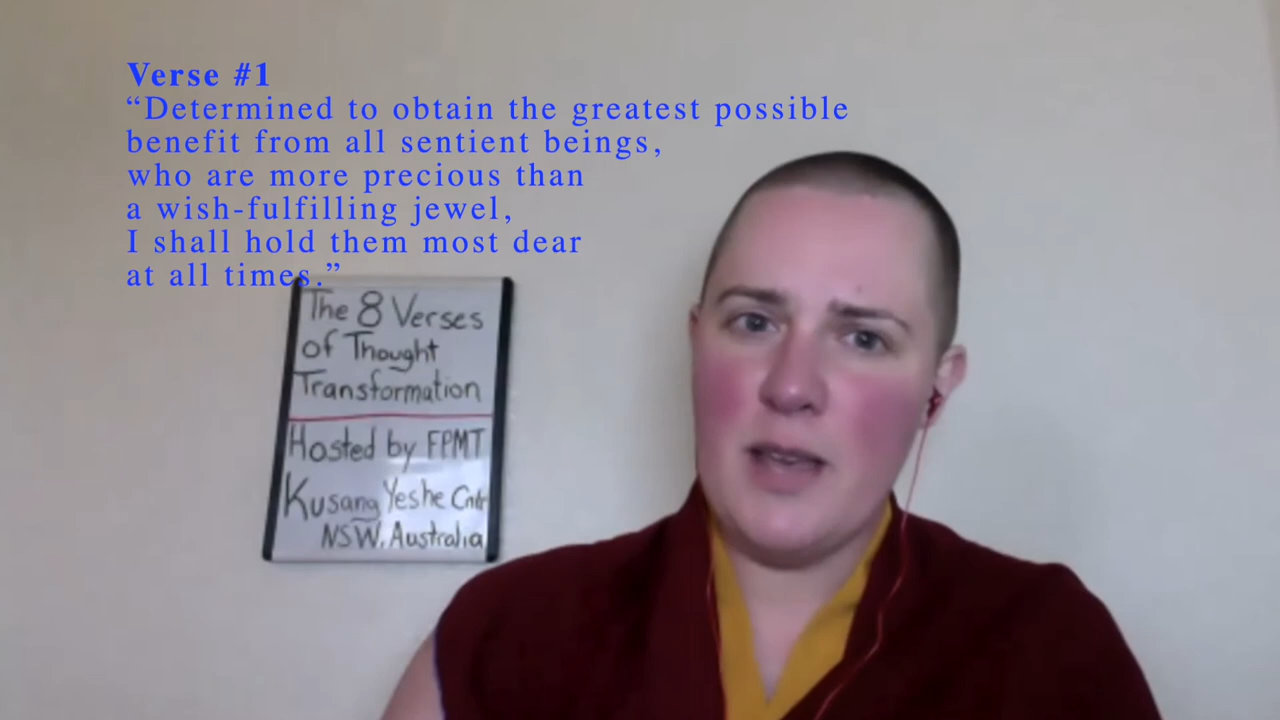 Verse #1
“Determined to obtain the greatest possible
benefit from all sentient beings,
who are more precious than
a wish-fulfilling jewel,
I shall hold them most dear
at all times.”
The 8 Verses
of Thought
Transformation
Hosted by FPMT
Kusang Yeshe Cntr
NSW, Australia